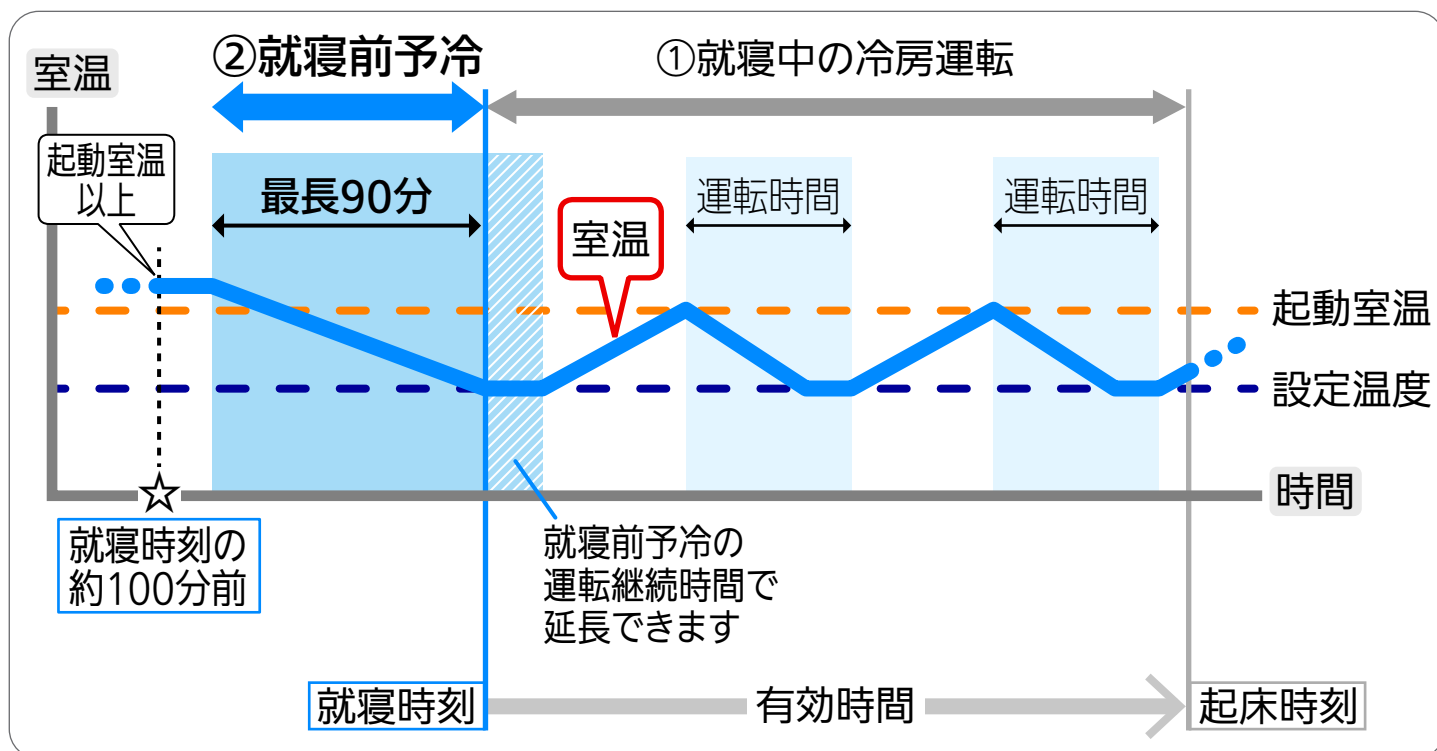 室温
②就寝前予冷
①就寝中の冷房運転
起動室温
以上
最長90分
運転時間
運転時間
室温
起動室温
設定温度
時間
☆
就寝時刻の
約100分前
就寝前予冷の
運転継続時間で
延長できます
就寝時刻
有効時間
起床時刻